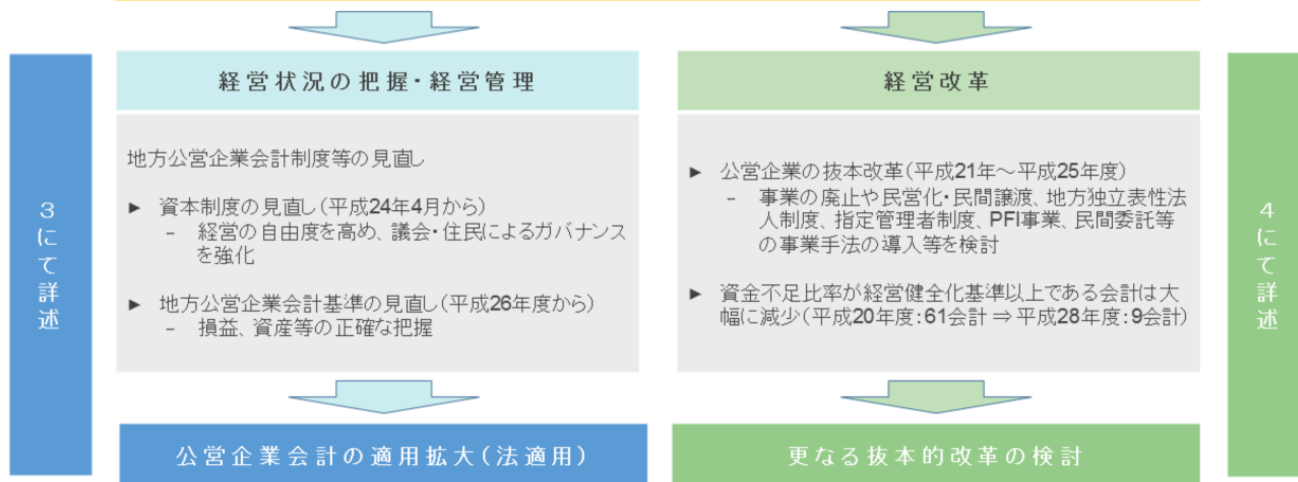 3にて詳述
経営状況の把握・経営管理
地方公営企業会計制度等の見直し
► 資本制度の見直し(平成24年4月から)
- 経営の自由度を高め、議会・住民によるガバナンス
を強化
► 地方公営企業会計基準の見直し(平成26年度から)
- 損益、資産等の正確な把握
公営企業会計の適用拡大(法適用)
経営改革
► 公営企業の抜本改革(平成21年～平成25年度)
- 事業の廃止や民営化・民間譲渡、地方独立表性法
人制度、指定管理者制度、PFI事業、民間委託等
の事業手法の導入等を検討
► 資金不足比率が経営健全化基準以上である会計は大
幅に減少(平成20年度：61会計 ⇒ 平成28年度：9会計)
更なる抜本的改革の検討
4にて詳述